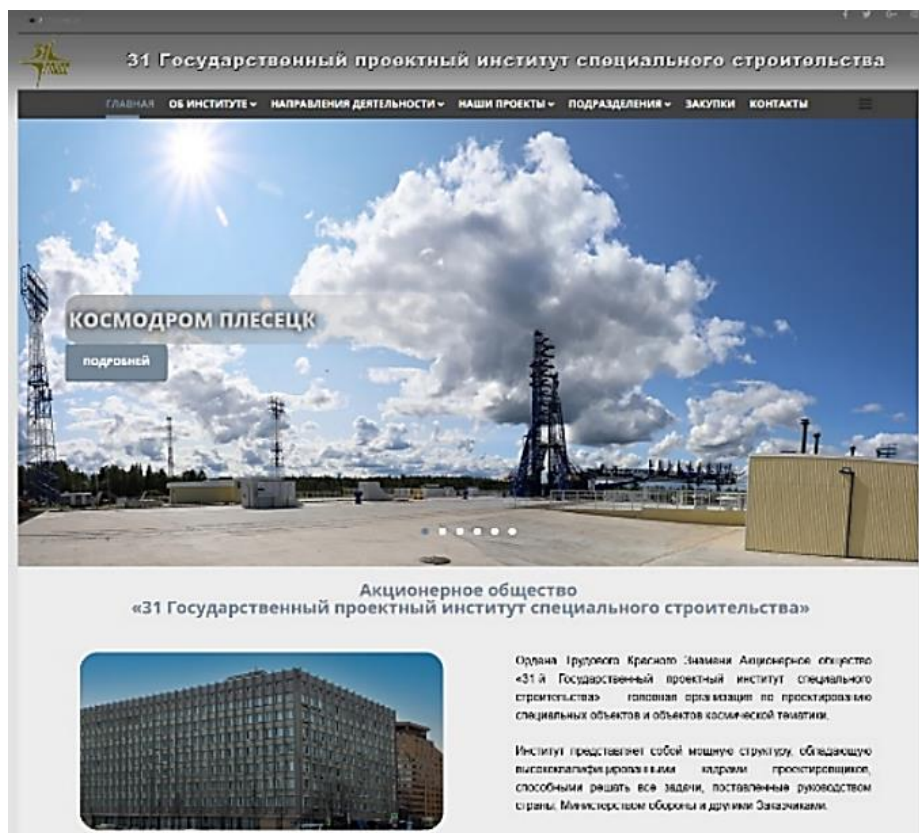 31 Государственный проектный институт специального строительства
ГЛАВНАЯ ОБ ИНСТИТУТЕ НАПРАВЛЕНИЯ ДЕЯТЕЛЬНОСТИ НАШИ ПРОЕКТЫ ПОДРАЗДЕЛЕНИЯ ЗАКУПКИ КОНТАКТЫ
КОСМОДРОМ ПЛЕСЕЦК
ПОДРОБНЕЙ
Акционерное общество
«31 Государственный проектный институт специального строительства»
Ордена Трудового Красного Знамени Акционерное общество
«31-й Государственный проектный институт специального
строительства» головная организация по проектированию
специальных объектов и объектов космической тематики.
Институт представляет собой мощную структуру, обладающую
высококвалифицированными кадрами проектировщиков,
способными решать все задачи, поставленные руководством
страны, Министерством обороны и другими Заказчиками.